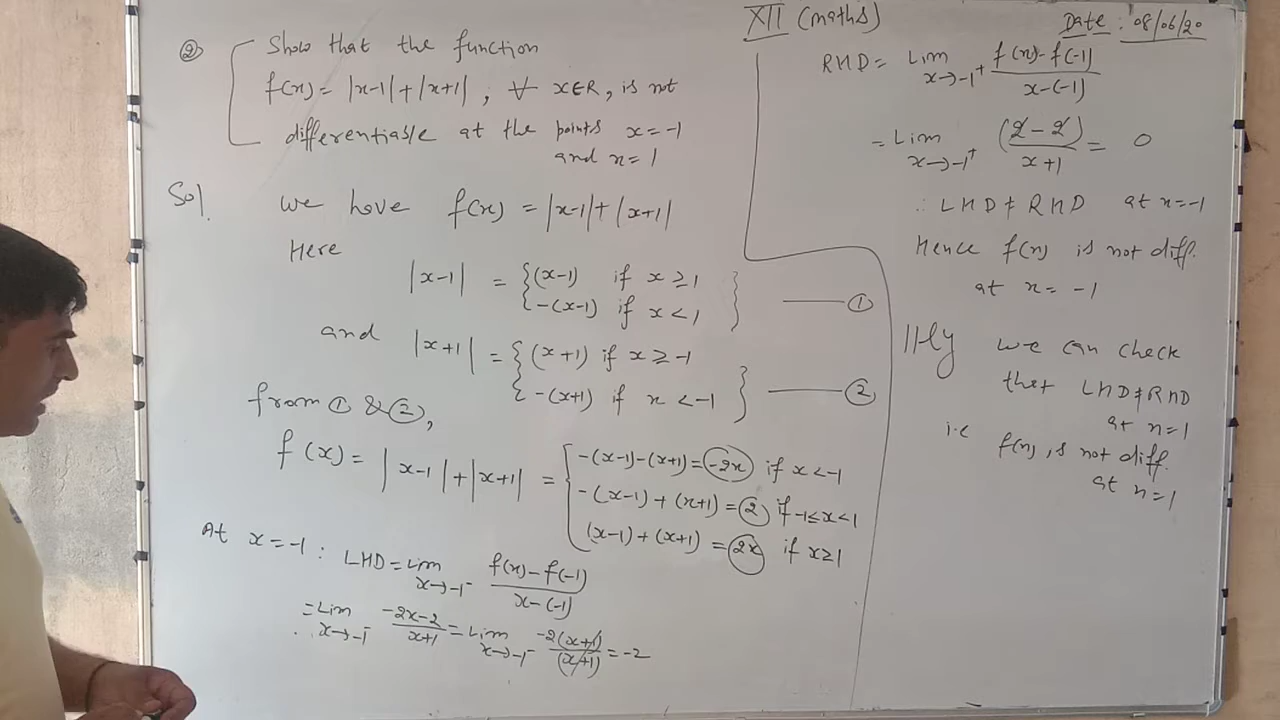 XII (maths)
Date: 08/06/20
② Show that the function
f(x) = |x-1| + |x+1|, ∀ x∈R, is not
differentiable at the points x = -1
and x = 1
Sol.
we have f(x) = |x-1| + |x+1|
Here
|x-1| = { (x-1) if x ≥ 1
{ -(x-1) if x < 1 } —— ①
and |x+1| = { (x+1) if x ≥ -1
{ -(x+1) if x < -1 } —— ②
from ① & ②,
f(x) = |x-1| + |x+1| = [ -(x-1)-(x+1) = -2x if x < -1
-(x-1) + (x+1) = 2 if -1 ≤ x < 1
(x-1) + (x+1) = 2x if x ≥ 1
At x = -1 : LHD = Lim x→-1⁻ (f(x) - f(-1))/(x-(-1))
= Lim x→-1⁻ (-2x-2)/(x+1) = Lim x→-1⁻ (-2(x+1))/((x+1)) = -2
RHD = Lim x→-1⁺ (f(x) - f(-1))/(x-(-1))
= Lim x→-1⁺ (2-2)/(x+1) = 0
∴ LHD ≠ RHD at x = -1
Hence f(x) is not diff.
at x = -1
lllly we can check
that LHD ≠ RHD
at x = 1
i.e f(x) is not diff.
at x = 1